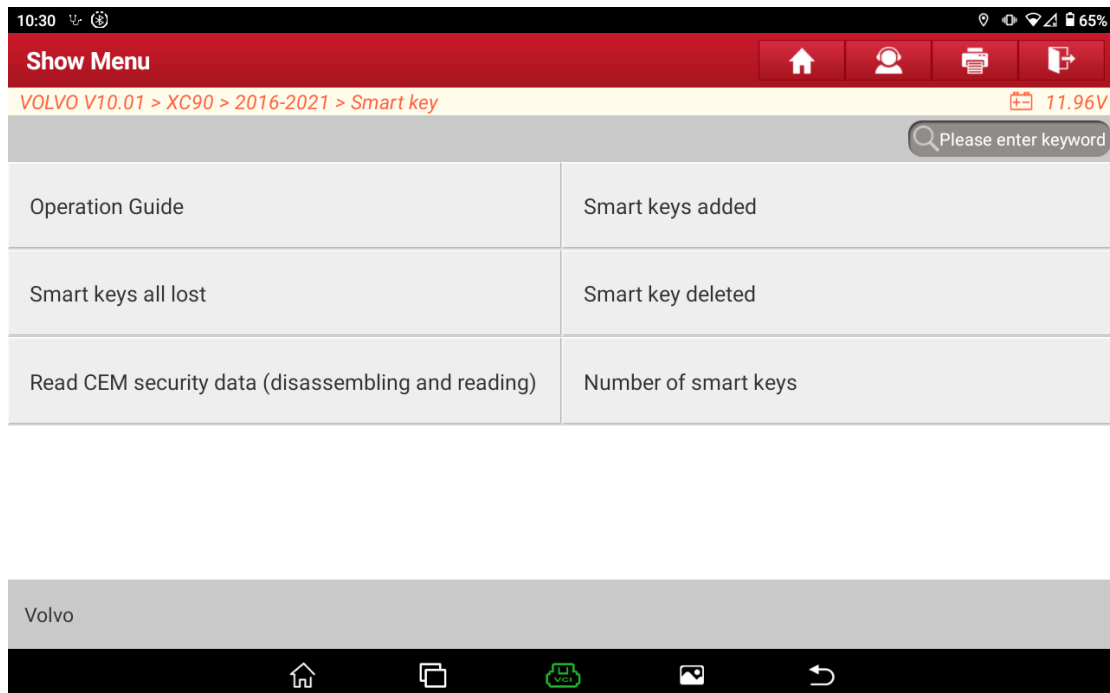 10:30 65%
Show Menu
VOLVO V10.01 > XC90 > 2016-2021 > Smart key 11.96V
Please enter keyword
Operation Guide Smart keys added
Smart keys all lost Smart key deleted
Read CEM security data (disassembling and reading) Number of smart keys
Volvo
VCI